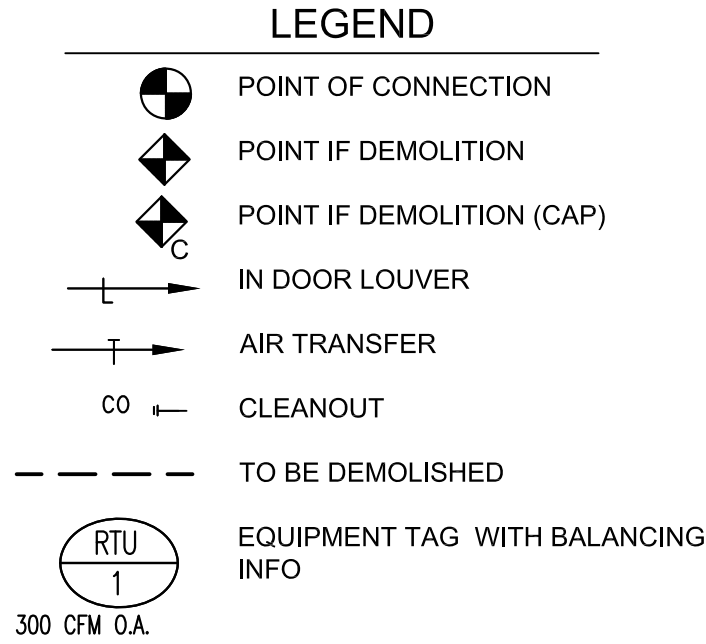 LEGEND
POINT OF CONNECTION
POINT IF DEMOLITION
C
POINT IF DEMOLITION (CAP)
L
IN DOOR LOUVER
T
AIR TRANSFER
CO
CLEANOUT
TO BE DEMOLISHED
RTU
1
300 CFM O.A.
EQUIPMENT TAG WITH BALANCING
INFO